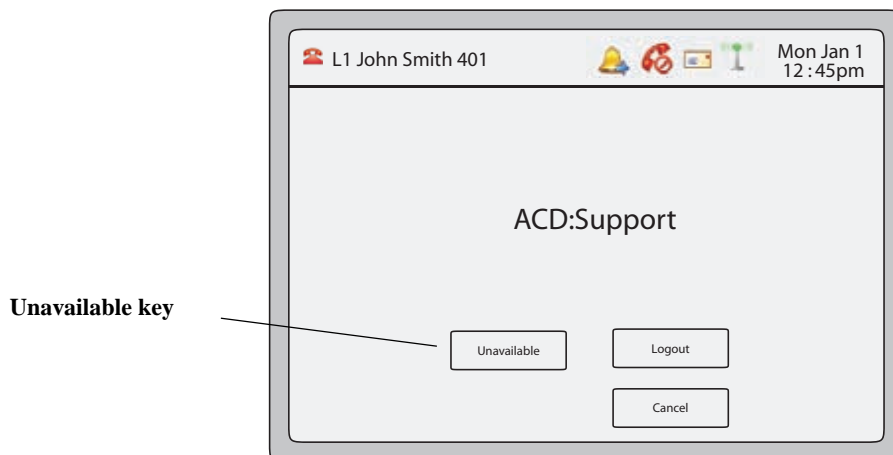 L1 John Smith 401
Mon Jan 1
12 : 45pm
ACD:Support
Unavailable key
Unavailable
Logout
Cancel